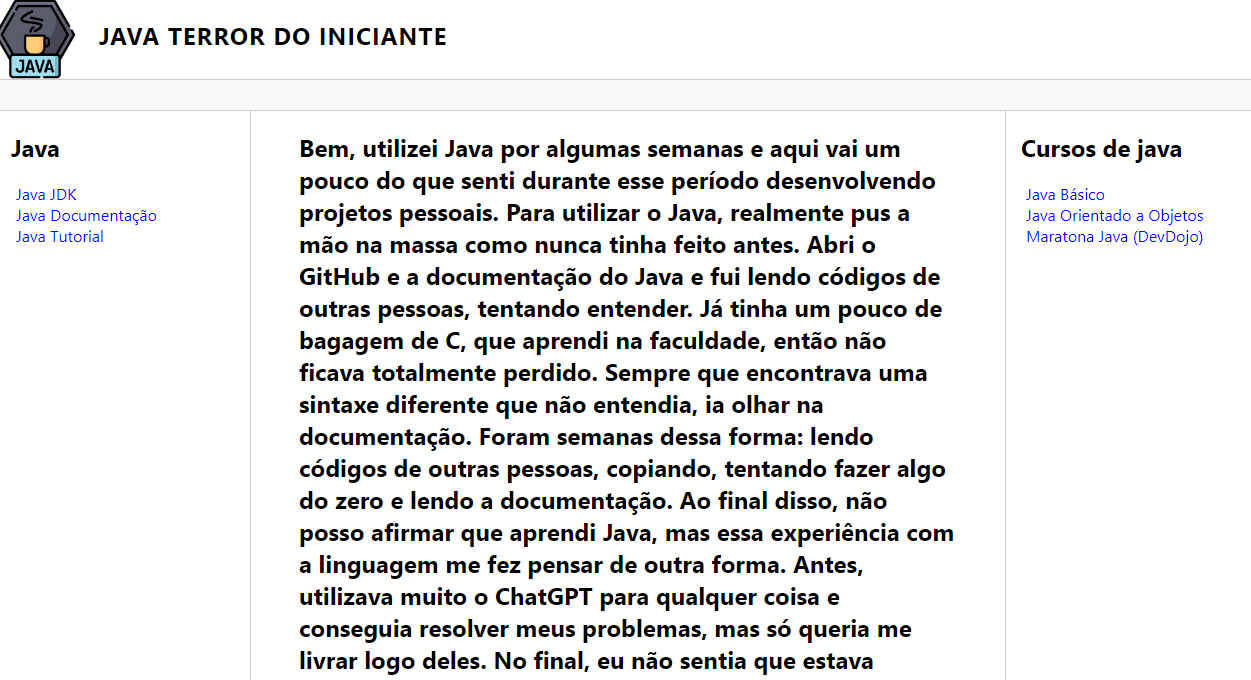 JAVA
JAVA TERROR DO INICIANTE
Java
Java JDK
Java Documentação
Java Tutorial
Bem, utilizei Java por algumas semanas e aqui vai um
pouco do que senti durante esse período desenvolvendo
projetos pessoais. Para utilizar o Java, realmente pus a
mão na massa como nunca tinha feito antes. Abri o
GitHub e a documentação do Java e fui lendo códigos de
outras pessoas, tentando entender. Já tinha um pouco de
bagagem de C, que aprendi na faculdade, então não
ficava totalmente perdido. Sempre que encontrava uma
sintaxe diferente que não entendia, ia olhar na
documentação. Foram semanas dessa forma: lendo
códigos de outras pessoas, copiando, tentando fazer algo
do zero e lendo a documentação. Ao final disso, não
posso afirmar que aprendi Java, mas essa experiência com
a linguagem me fez pensar de outra forma. Antes,
utilizava muito o ChatGPT para qualquer coisa e
conseguia resolver meus problemas, mas só queria me
livrar logo deles. No final, eu não sentia que estava
Cursos de java
Java Básico
Java Orientado a Objetos
Maratona Java (DevDojo)